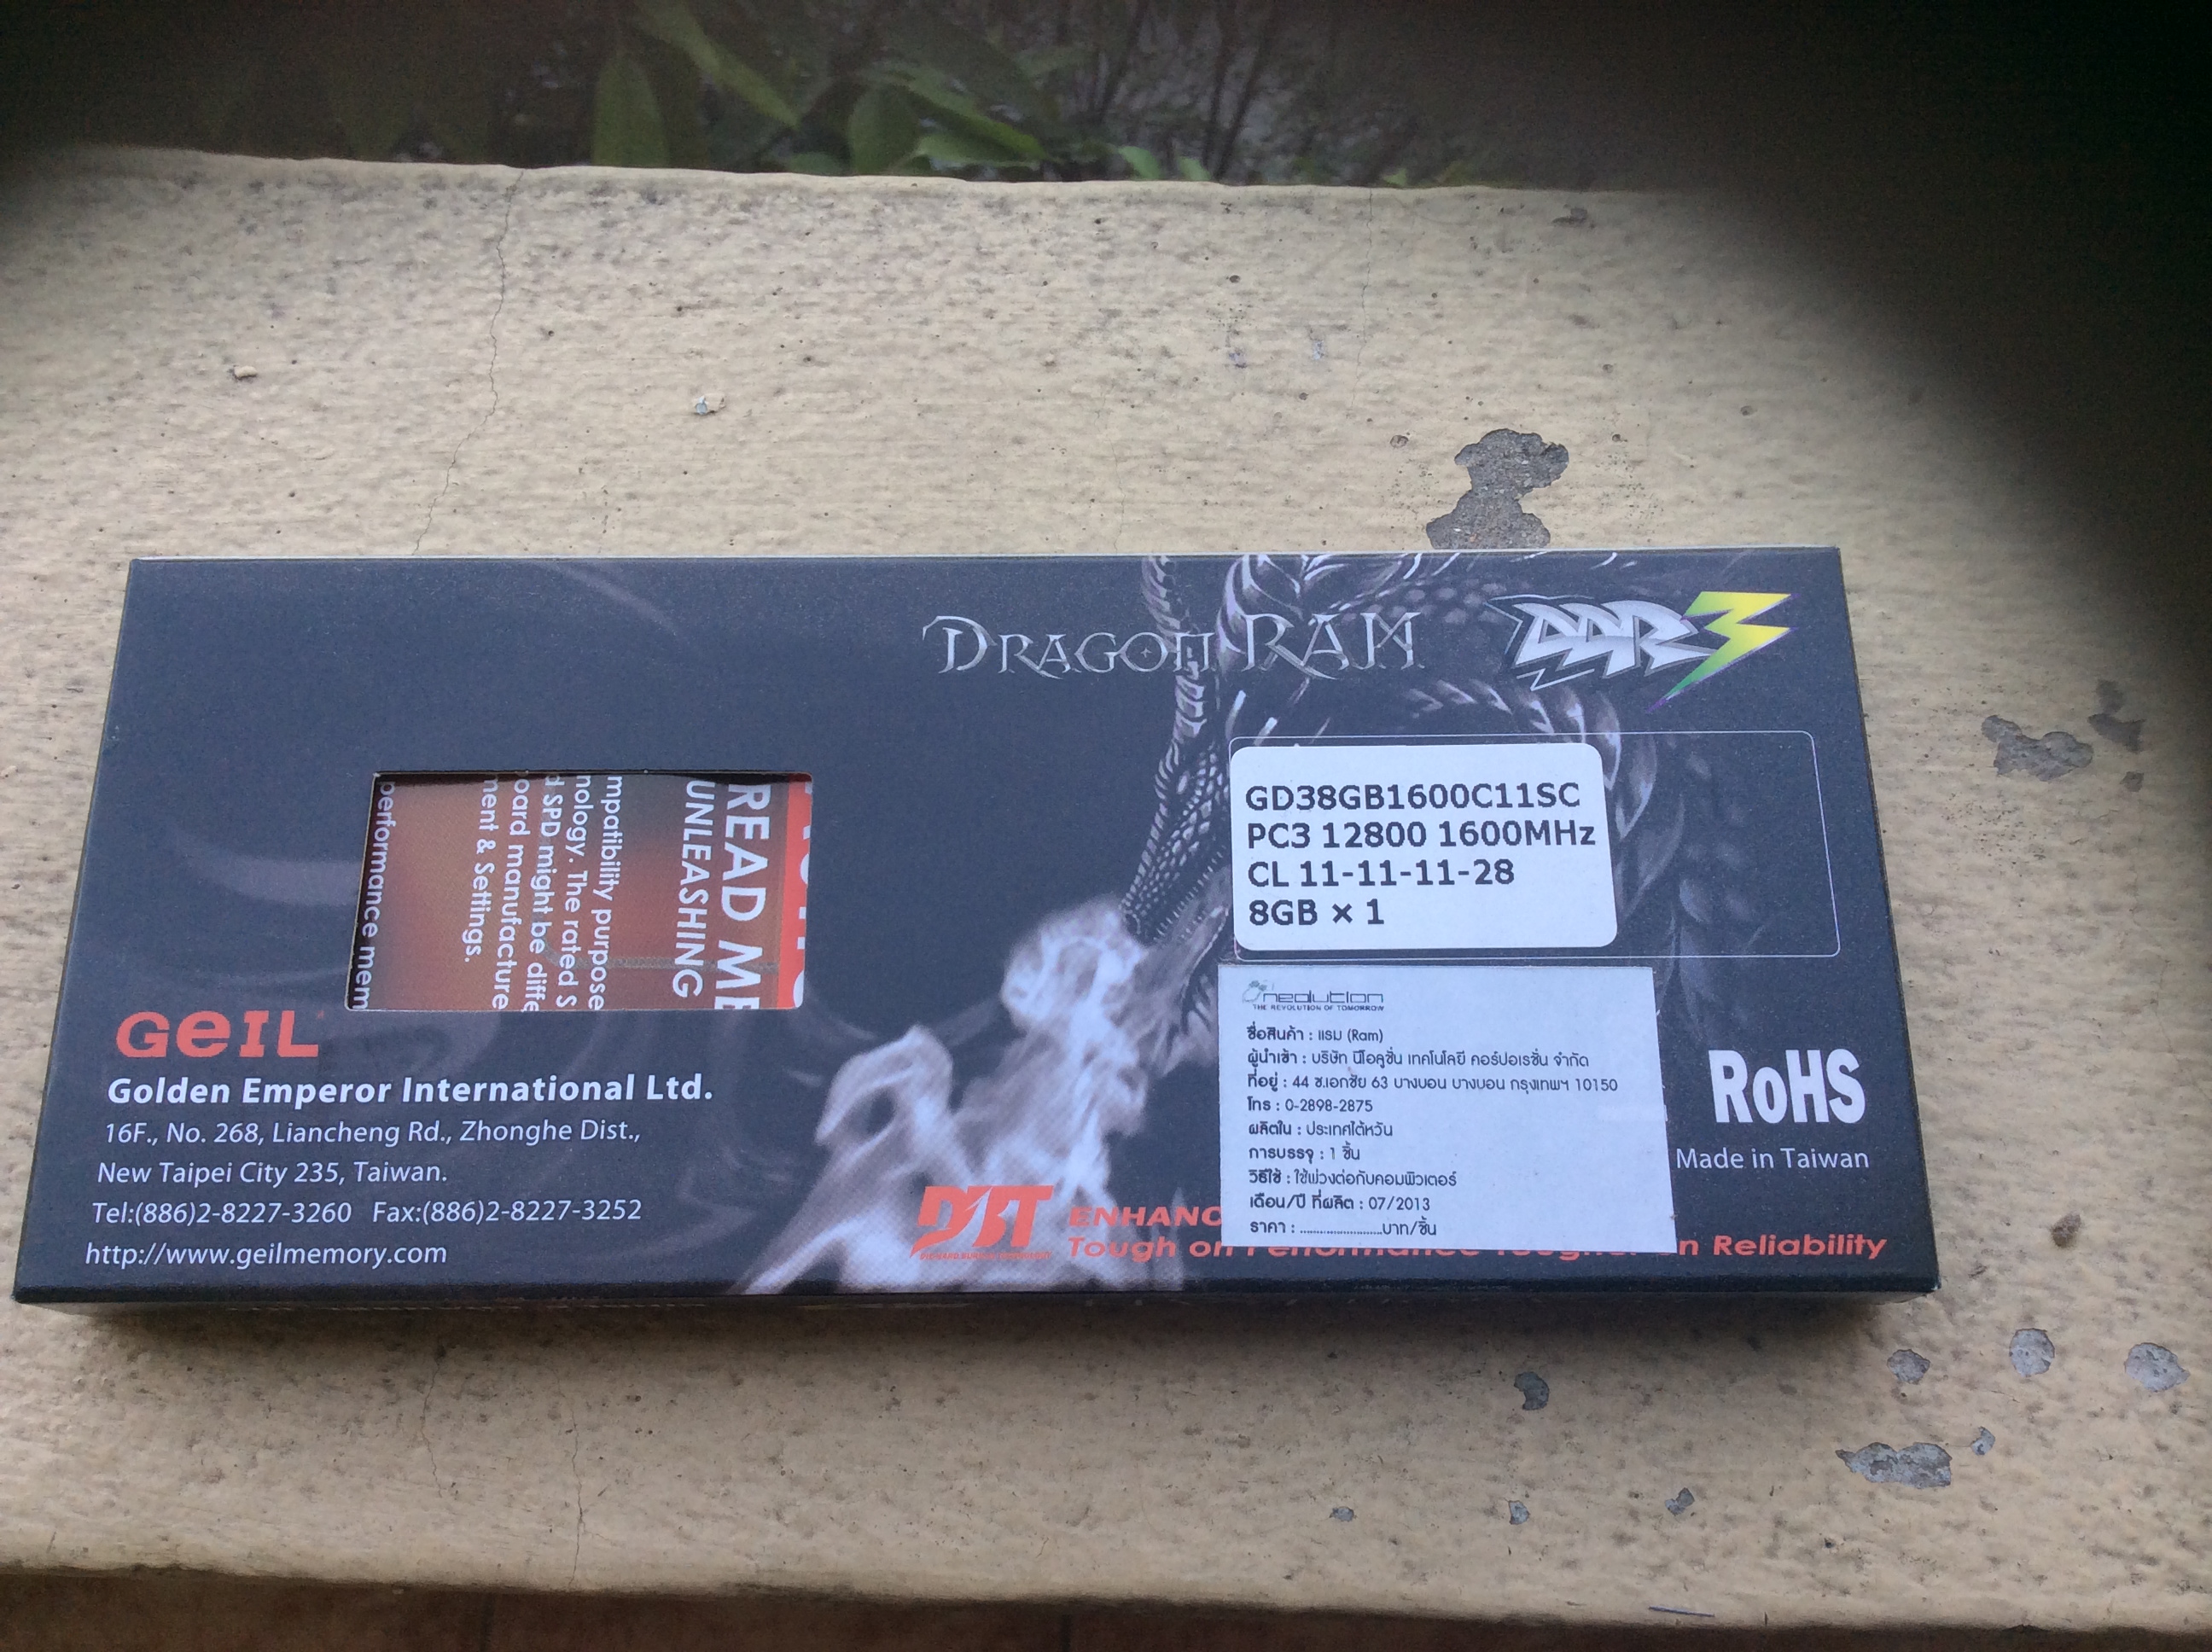 DRAGON RAM
DDR3
GD38GB1600C11SC
PC3 12800 1600MHz
CL 11-11-11-28
8GB × 1
READ ME
UNLEASHING
mpatibility purpose
nology. The rated S
d SPD might be diffe
oard manufacture
ment & Settings.
performance mem
GeIL
Golden Emperor International Ltd.
16F., No. 268, Liancheng Rd., Zhonghe Dist.,
New Taipei City 235, Taiwan.
Tel:(886)2-8227-3260 Fax:(886)2-8227-3252
http://www.geilmemory.com
neolution
THE REVOLUTION OF TOMORROW
ชื่อสินค้า : แรม (Ram)
ผู้นำเข้า : บริษัท นีโอลูชั่น เทคโนโลยี คอร์ปอเรชั่น จำกัด
ที่อยู่ : 44 ซ.เอกชัย 63 บางบอน บางบอน กรุงเทพฯ 10150
โทร : 0-2898-2875
ผลิตใน : ประเทศไต้หวัน
การบรรจุ : 1 ชิ้น
วิธีใช้ : ใช้พ่วงต่อกับคอมพิวเตอร์
เดือน/ปี ที่ผลิต : 07/2013
ราคา : ........................บาท/ชิ้น
RoHS
Made in Taiwan
DBT
ENHANC
Tough on Performance Tougher on Reliability